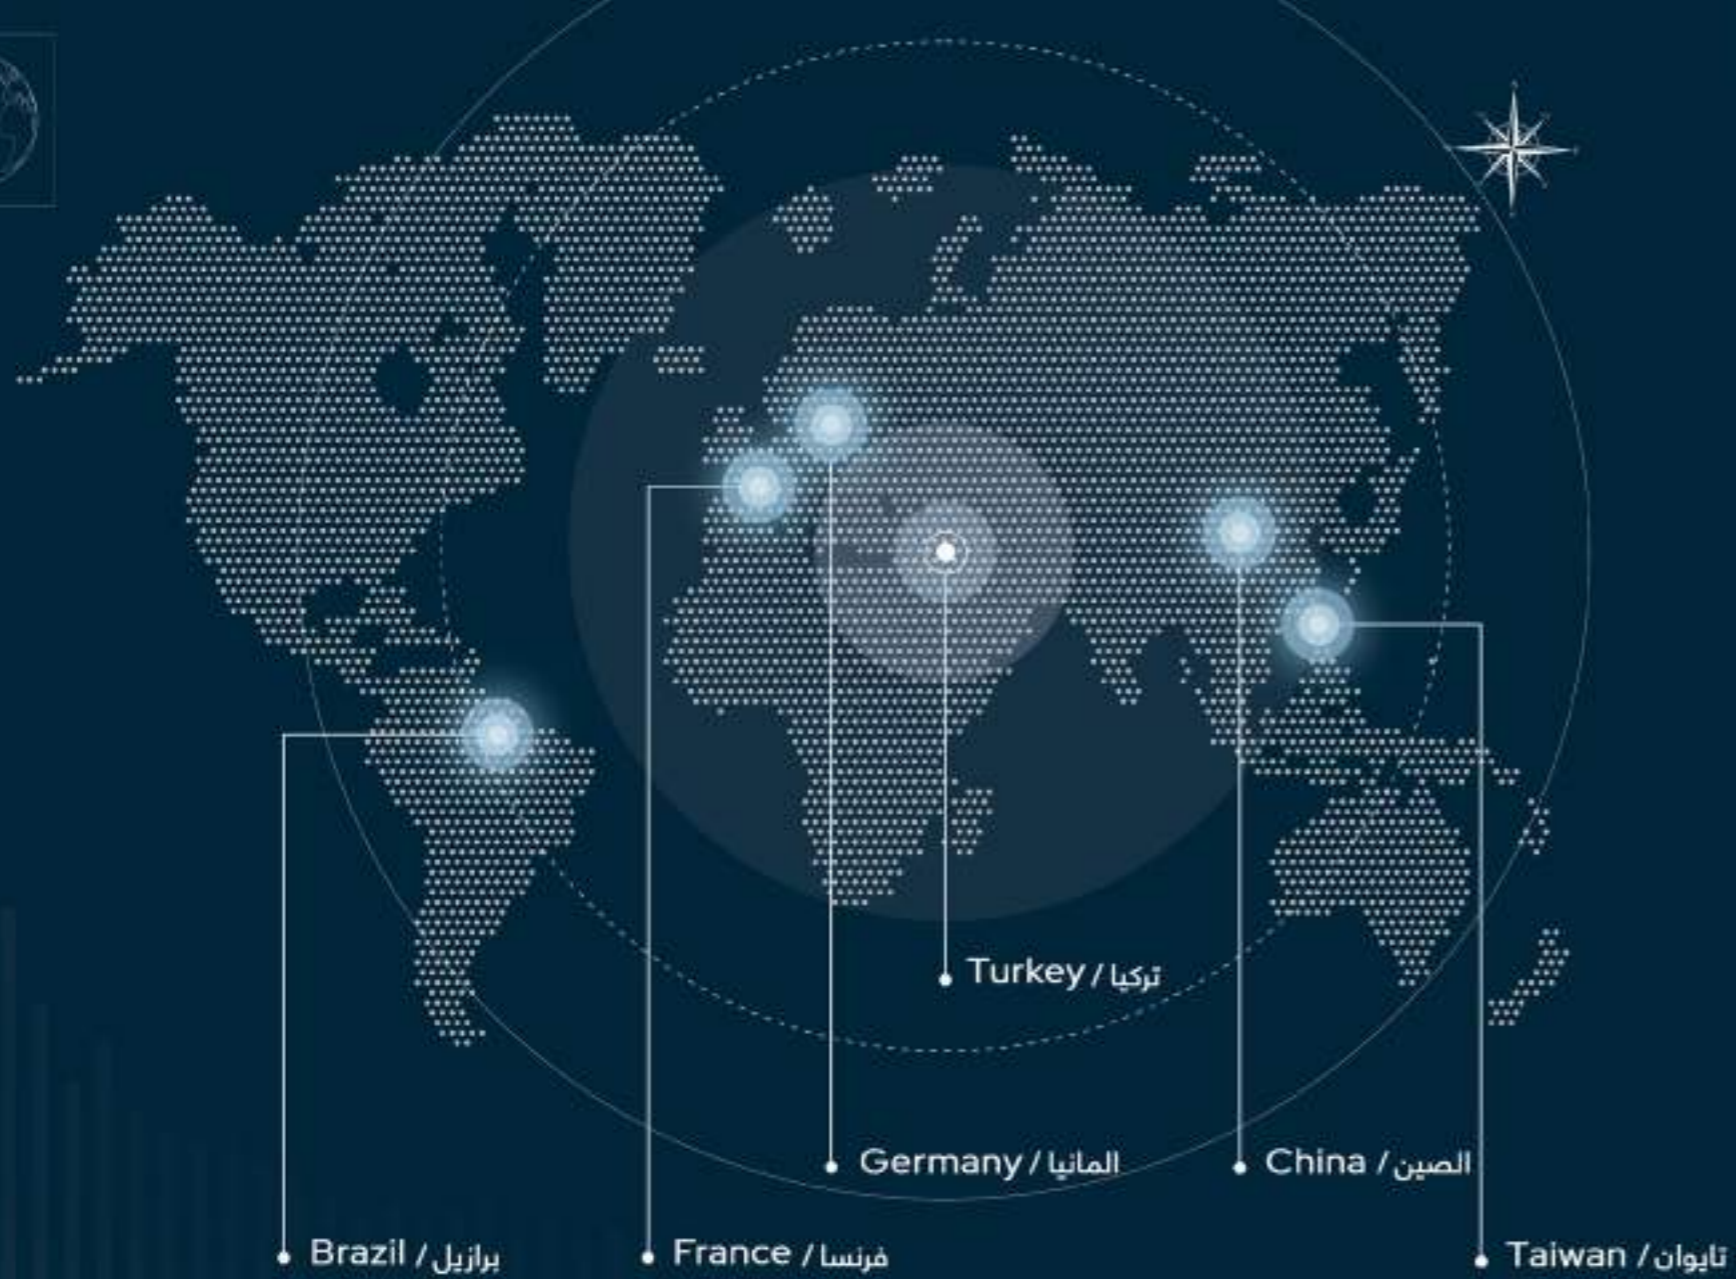 Turkey / تركيا
Germany / المانيا
China / الصين
Brazil / برازيل
France / فرنسا
Taiwan / تايوان